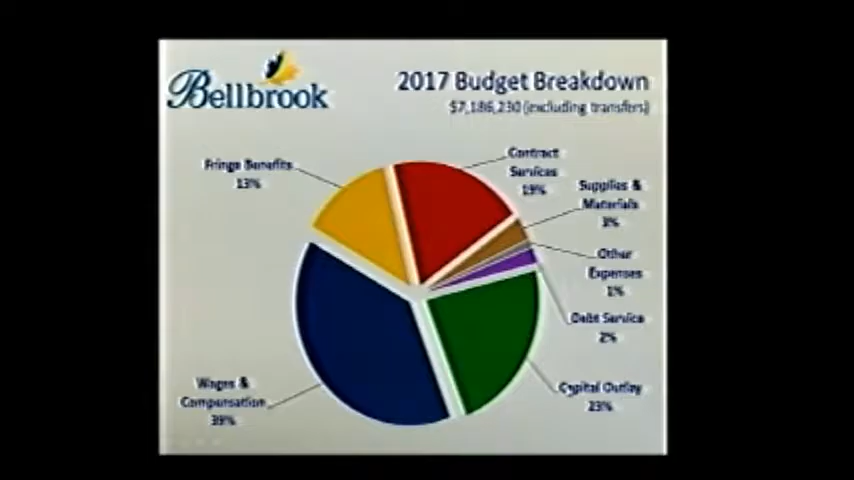 Bellbrook
2017 Budget Breakdown
$7,186,230 (excluding transfers)
Fringe Benefits
13%
Contract
Services
19%
Supplies &
Materials
3%
Other
Expenses
1%
Debt Service
2%
Capital Outlay
23%
Wages &
Compensation
39%